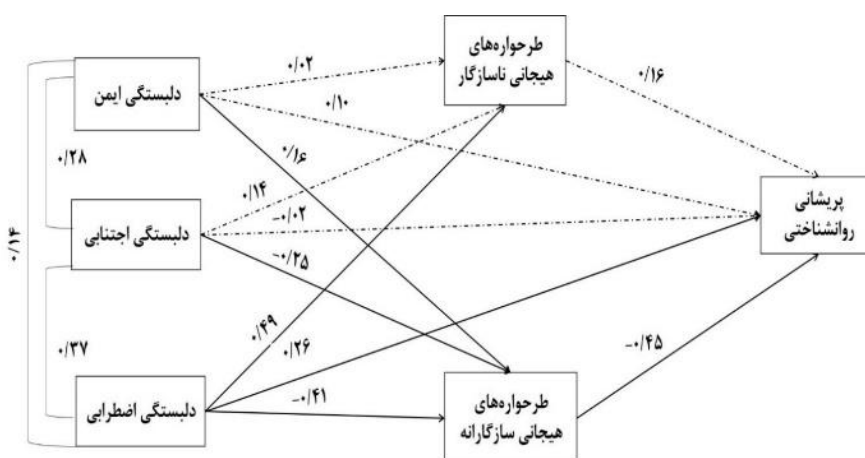 طرحواره‌های
هیجانی ناسازگار
۰/۰۲
۰/۱۶
دلبستگی ایمن
۰/۱۰
۰/۲۸
۰/۱۶
۰/۱۴
۰/۱۴
-۰/۰۲
پریشانی
روانشناختی
دلبستگی اجتنابی
-۰/۲۵
۰/۳۷
۰/۴۹
۰/۲۶
-۰/۴۵
دلبستگی اضطرابی
-۰/۴۱
طرحواره‌های
هیجانی سازگارانه